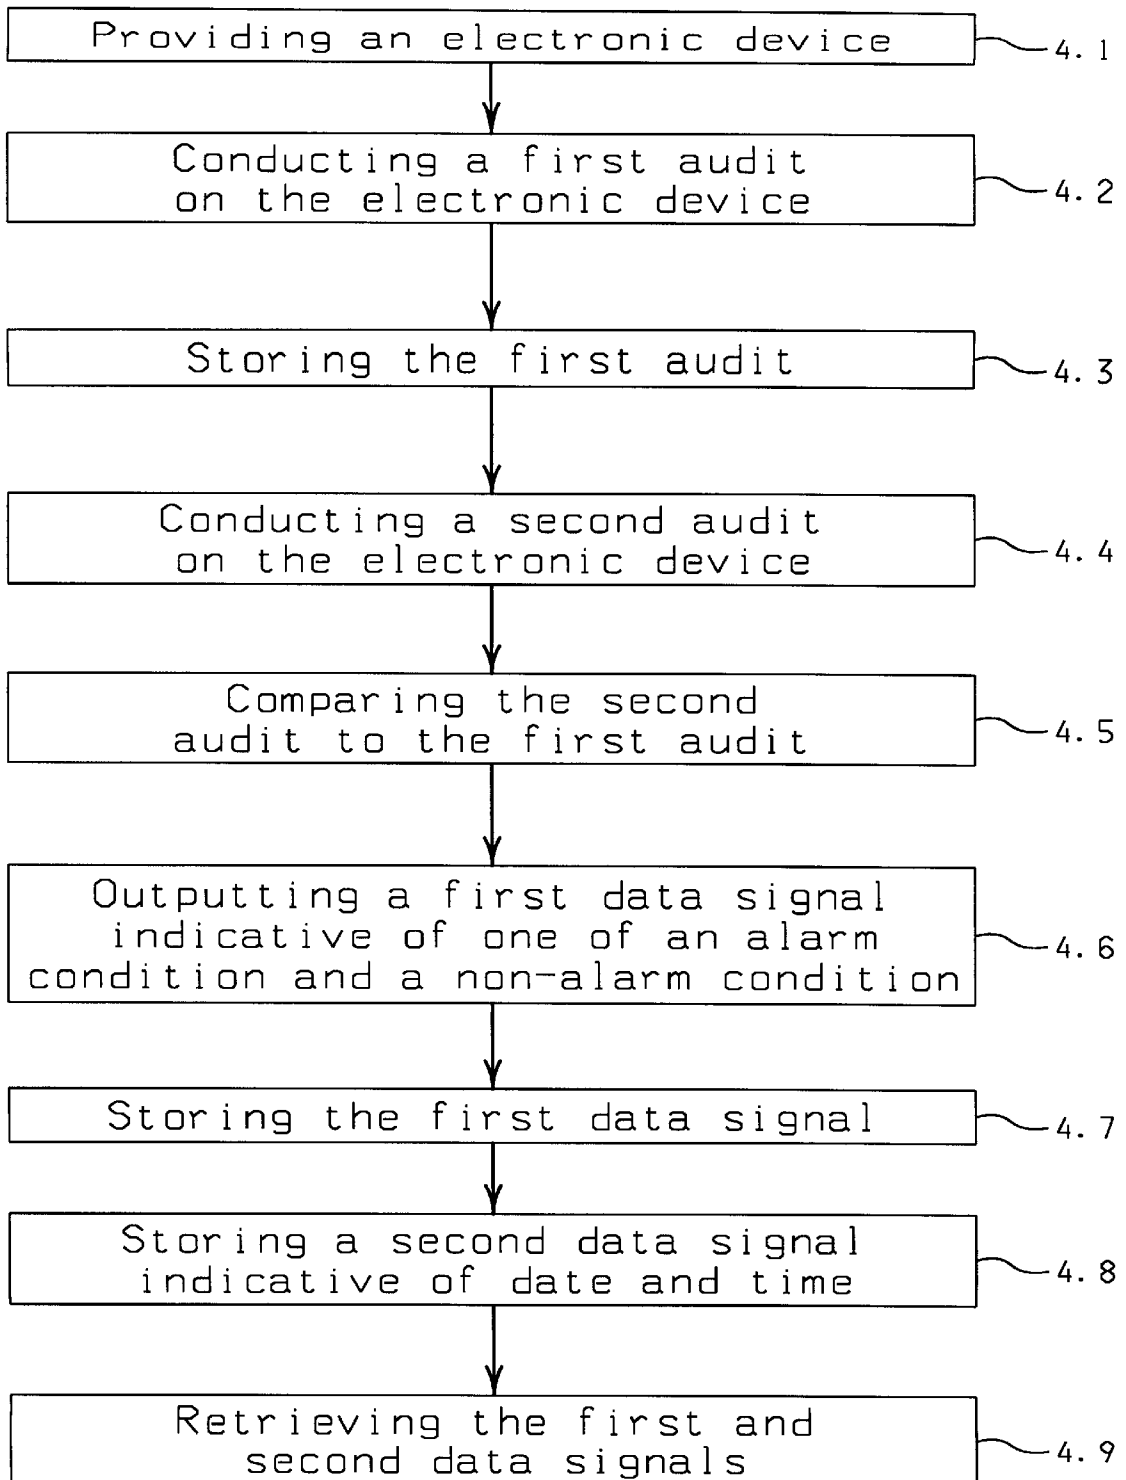 Providing an electronic device
4.1
Conducting a first audit
on the electronic device
4.2
Storing the first audit
4.3
Conducting a second audit
on the electronic device
4.4
Comparing the second
audit to the first audit
4.5
Outputting a first data signal
indicative of one of an alarm
condition and a non-alarm condition
4.6
Storing the first data signal
4.7
Storing a second data signal
indicative of date and time
4.8
Retrieving the first and
second data signals
4.9